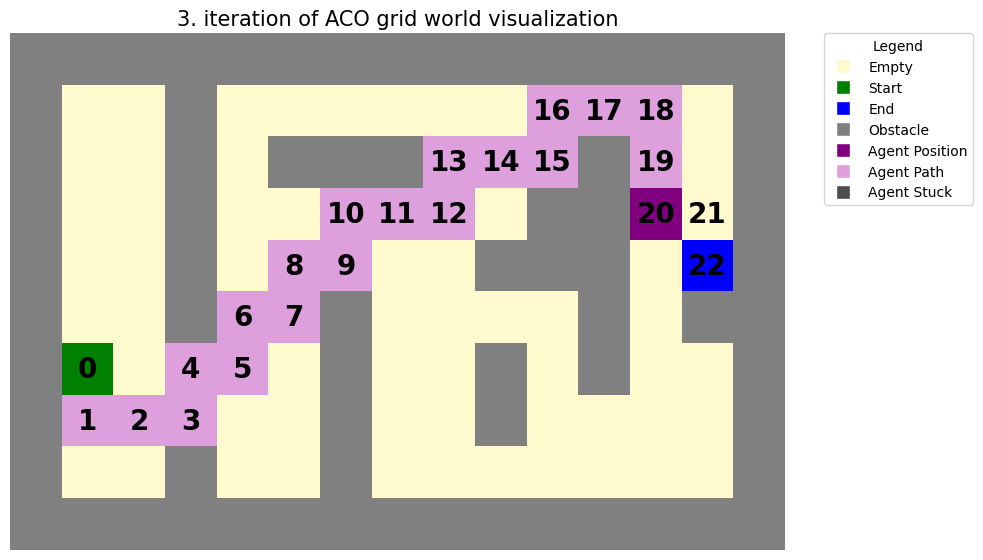 3. iteration of ACO grid world visualization
Legend
Empty
Start
End
Obstacle
Agent Position
Agent Path
Agent Stuck
16 17 18
13 14 15 19
10 11 12 20 21
8 9 22
6 7
0 4 5
1 2 3